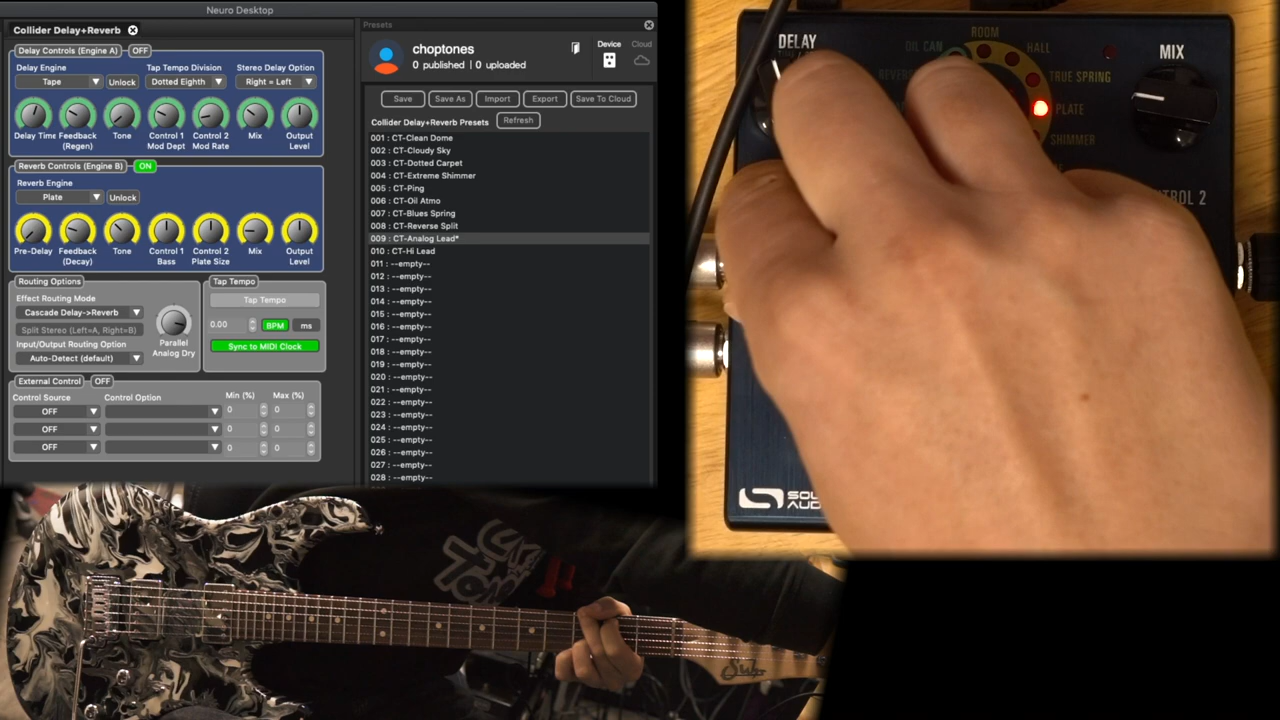 Neuro Desktop
Collider Delay+Reverb
Delay Controls (Engine A) OFF
Delay Engine Tap Tempo Division Stereo Delay Option
Tape Unlock Dotted Eighth Right = Left
Delay Time Feedback (Regen) Tone Control 1 Mod Dept Control 2 Mod Rate Mix Output Level
Reverb Controls (Engine B) ON
Reverb Engine
Plate Unlock
Pre-Delay Feedback (Decay) Tone Control 1 Bass Control 2 Plate Size Mix Output Level
Routing Options
Effect Routing Mode
Cascade Delay->Reverb
Split Stereo (Left=A, Right=B)
Input/Output Routing Option
Auto-Detect (default)
Parallel
Analog Dry
Tap Tempo
Tap Tempo
0.00 BPM ms
Sync to MIDI Clock
External Control OFF
Control Source Control Option Min (%) Max (%)
OFF 0 0
OFF 0 0
OFF 0 0
Presets
choptones
0 published | 0 uploaded
Device Cloud
Save Save As Import Export Save To Cloud
Collider Delay+Reverb Presets Refresh
001 : CT-Clean Dome
002 : CT-Cloudy Sky
003 : CT-Dotted Carpet
004 : CT-Extreme Shimmer
005 : CT-Ping
006 : CT-Oil Atmo
007 : CT-Blues Spring
008 : CT-Reverse Split
009 : CT-Analog Lead*
010 : CT-Hi Lead
011 : --empty--
012 : --empty--
013 : --empty--
014 : --empty--
015 : --empty--
016 : --empty--
017 : --empty--
018 : --empty--
019 : --empty--
020 : --empty--
021 : --empty--
022 : --empty--
023 : --empty--
024 : --empty--
025 : --empty--
026 : --empty--
027 : --empty--
028 : --empty--
DELAY
OIL CAN
ROOM
HALL
TRUE SPRING
PLATE
SHIMMER
MIX